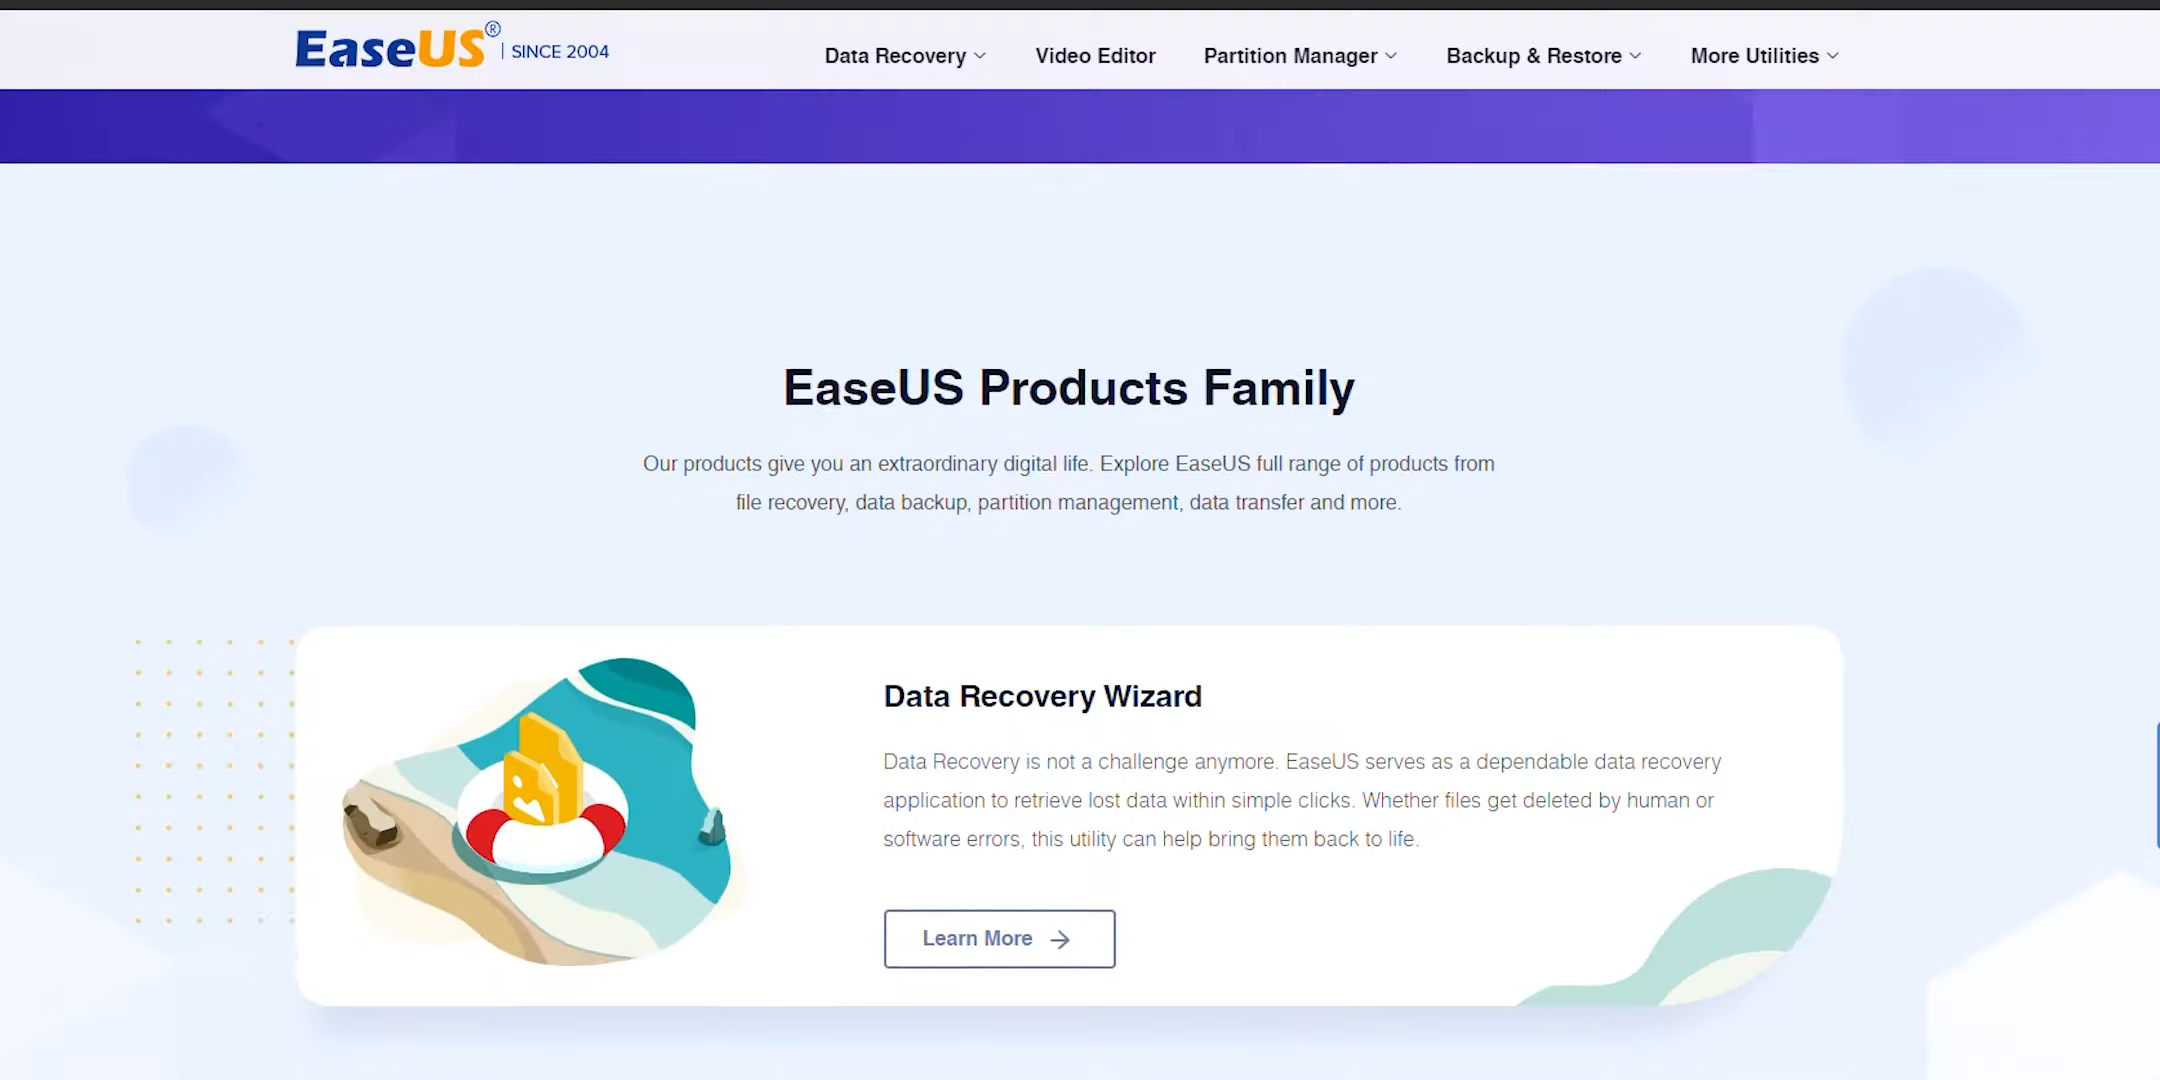 EaseUS® | SINCE 2004
Data Recovery
Video Editor
Partition Manager
Backup & Restore
More Utilities
EaseUS Products Family
Our products give you an extraordinary digital life. Explore EaseUS full range of products from
file recovery, data backup, partition management, data transfer and more.
Data Recovery Wizard
Data Recovery is not a challenge anymore. EaseUS serves as a dependable data recovery
application to retrieve lost data within simple clicks. Whether files get deleted by human or
software errors, this utility can help bring them back to life.
Learn More →